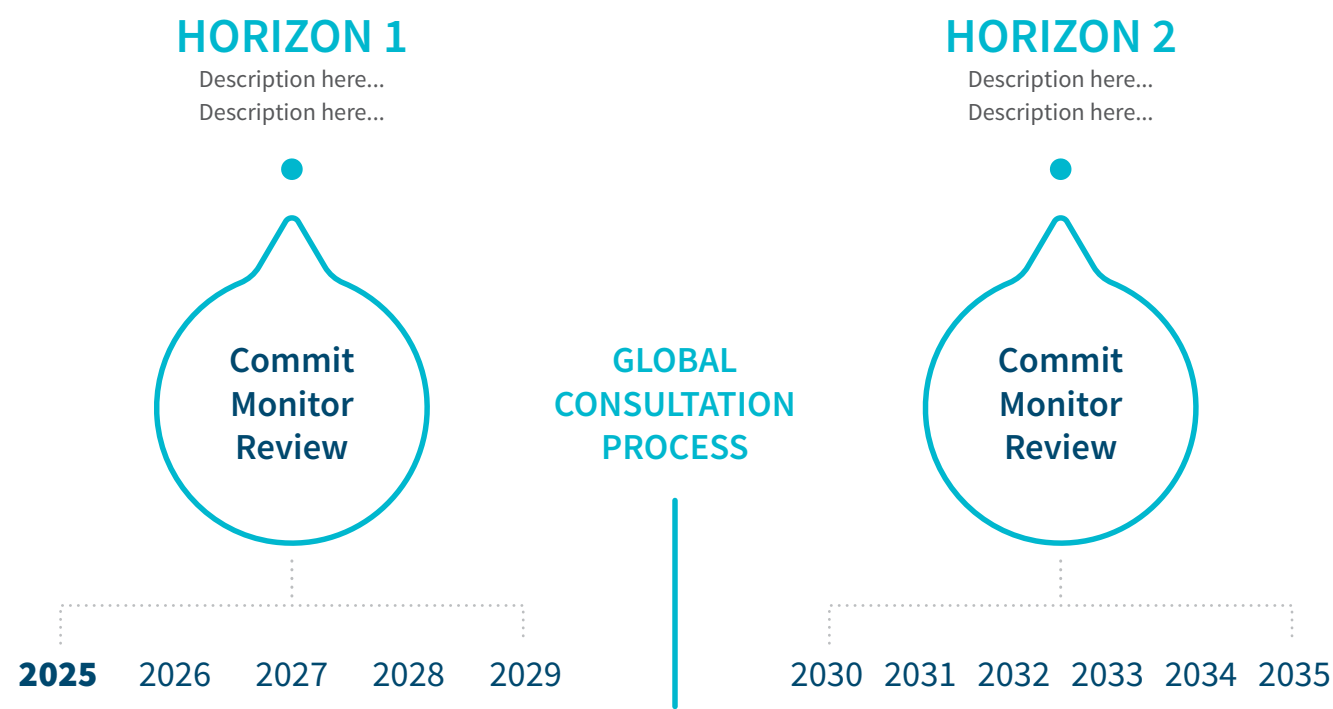 HORIZON 1
Description here...
Description here...
Commit
Monitor
Review
2025 2026 2027 2028 2029
GLOBAL
CONSULTATION
PROCESS
HORIZON 2
Description here...
Description here...
Commit
Monitor
Review
2030 2031 2032 2033 2034 2035